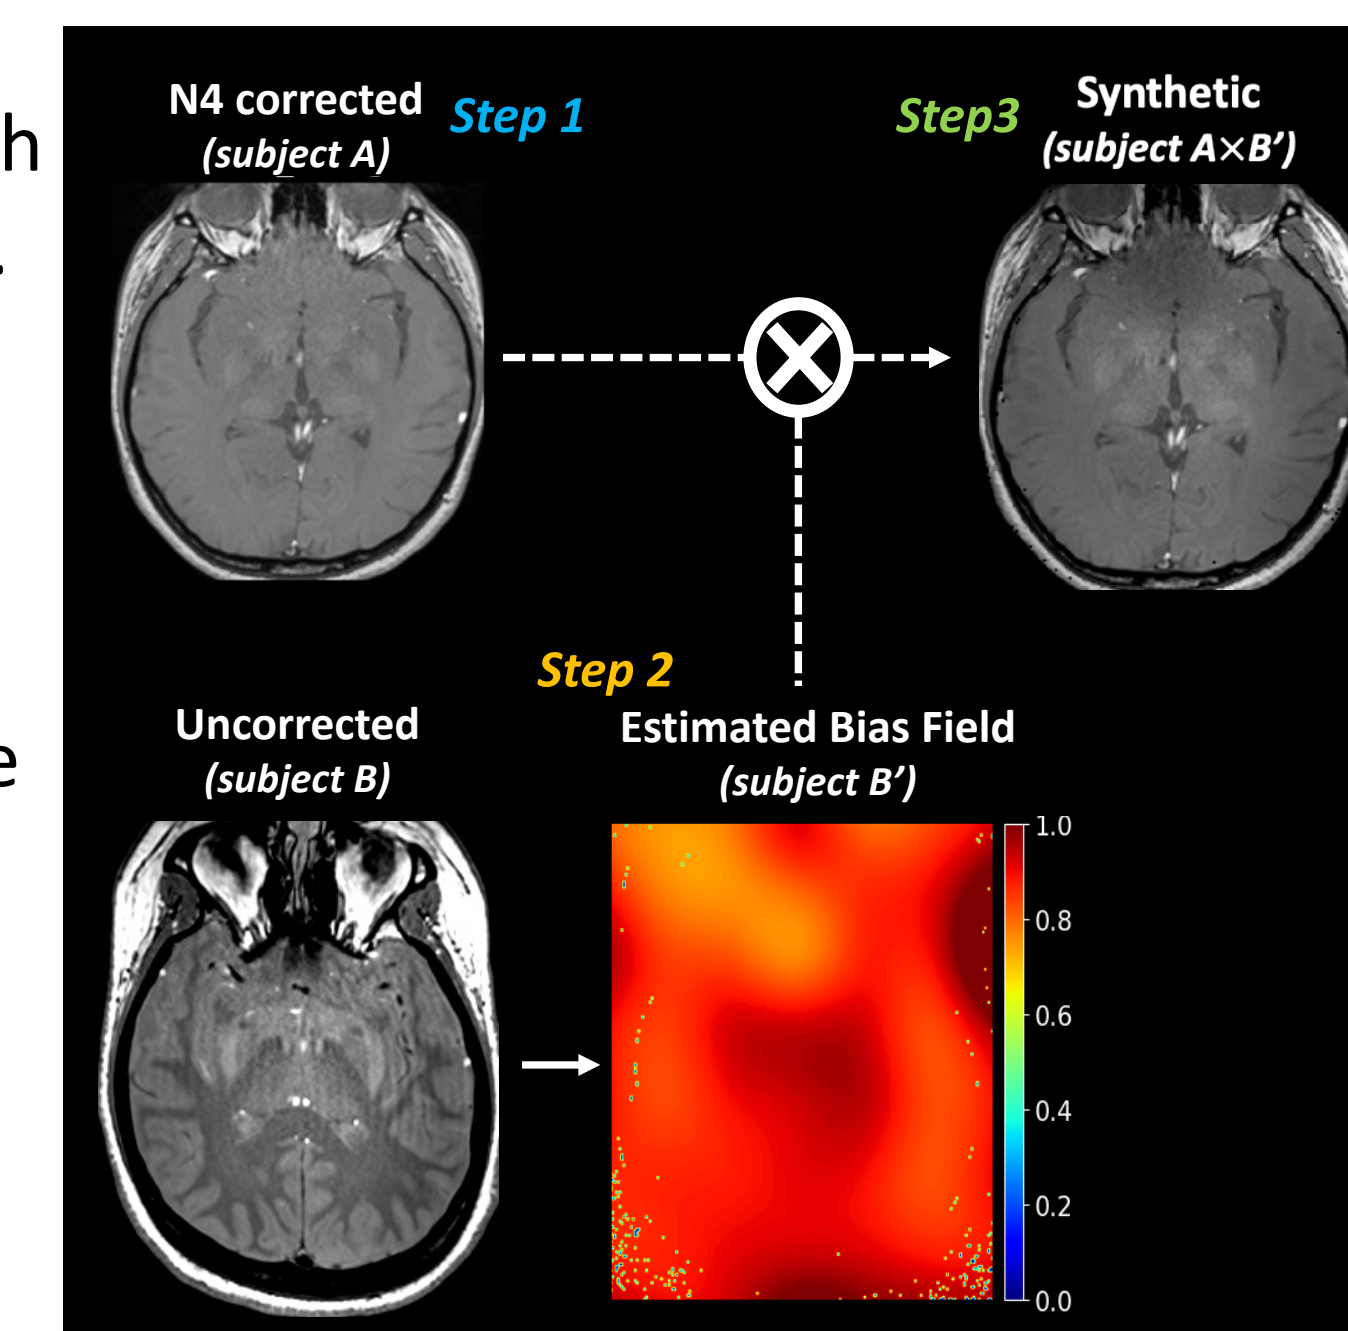 h
.
e
N4 corrected
(subject A)
Step 1
Step3
Synthetic
(subject A×B’)
Step 2
Uncorrected
(subject B)
Estimated Bias Field
(subject B’)
1.0
0.8
0.6
0.4
0.2
0.0